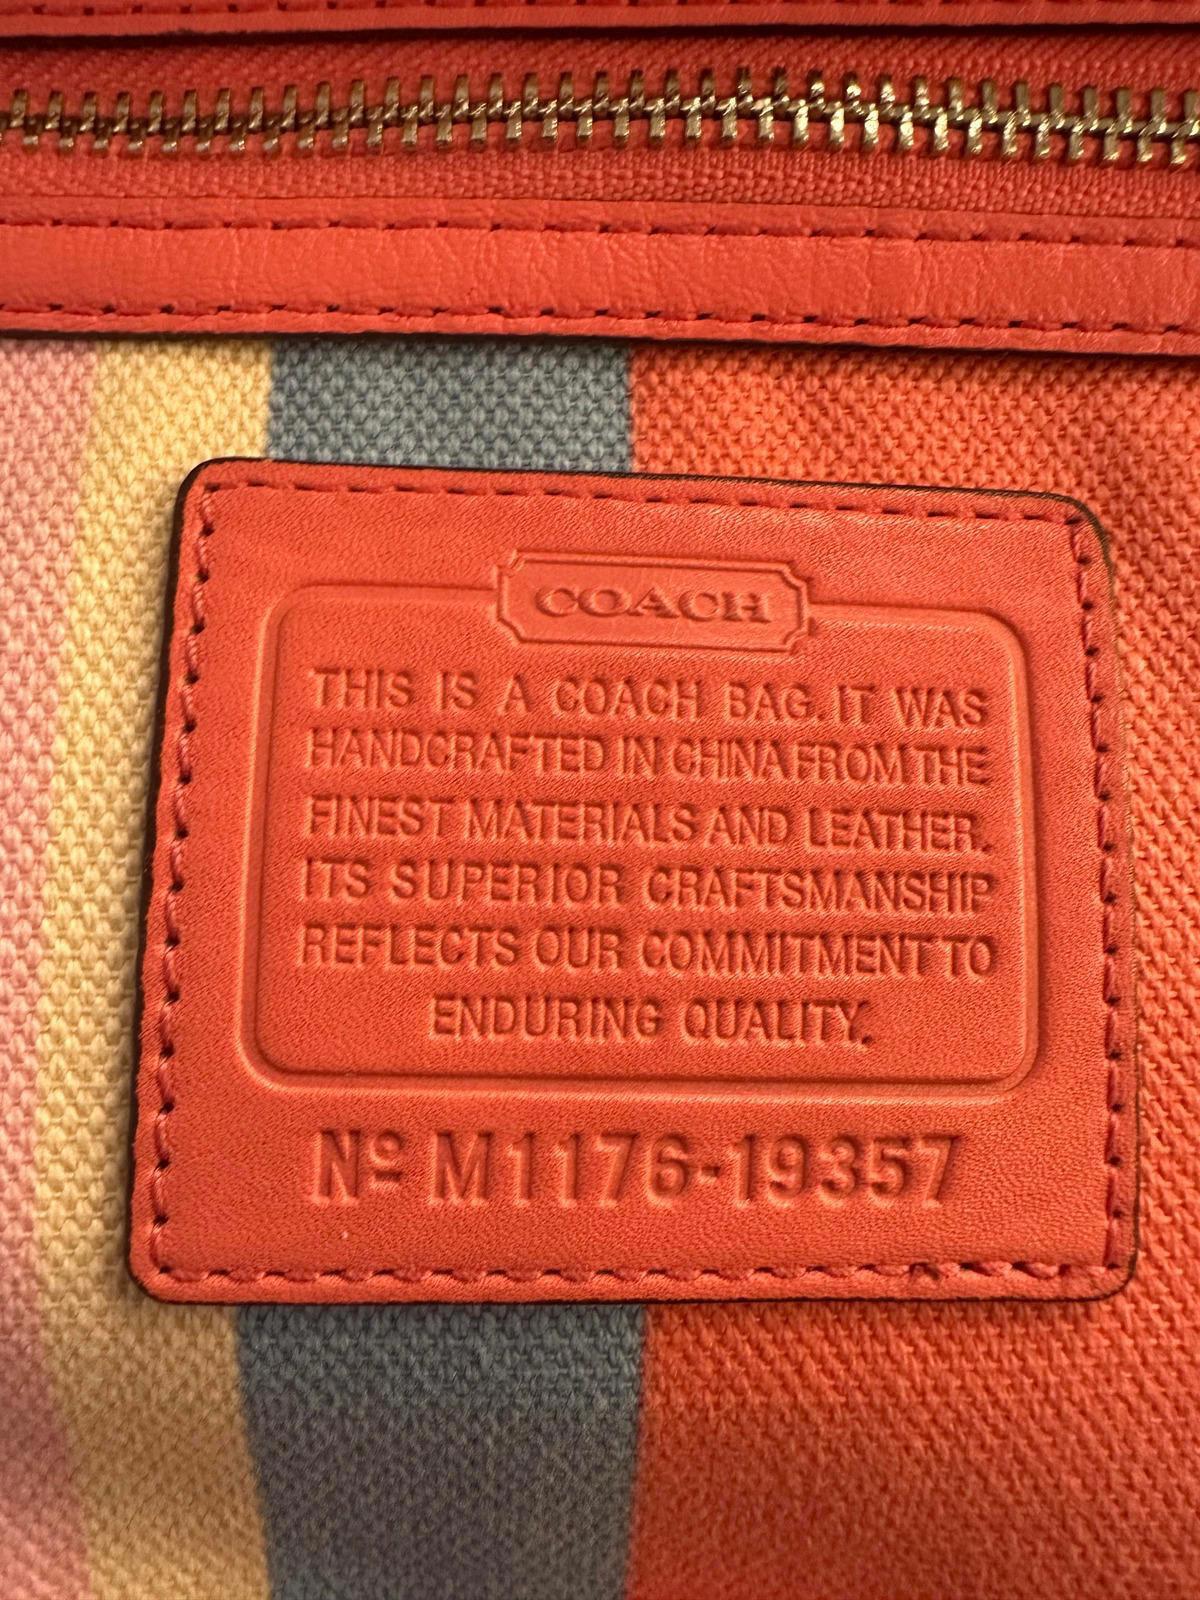 COACH
THIS IS A COACH BAG. IT WAS
HANDCRAFTED IN CHINA FROM THE
FINEST MATERIALS AND LEATHER.
ITS SUPERIOR CRAFTSMANSHIP
REFLECTS OUR COMMITMENT TO
ENDURING QUALITY.
Nº M1176-19357